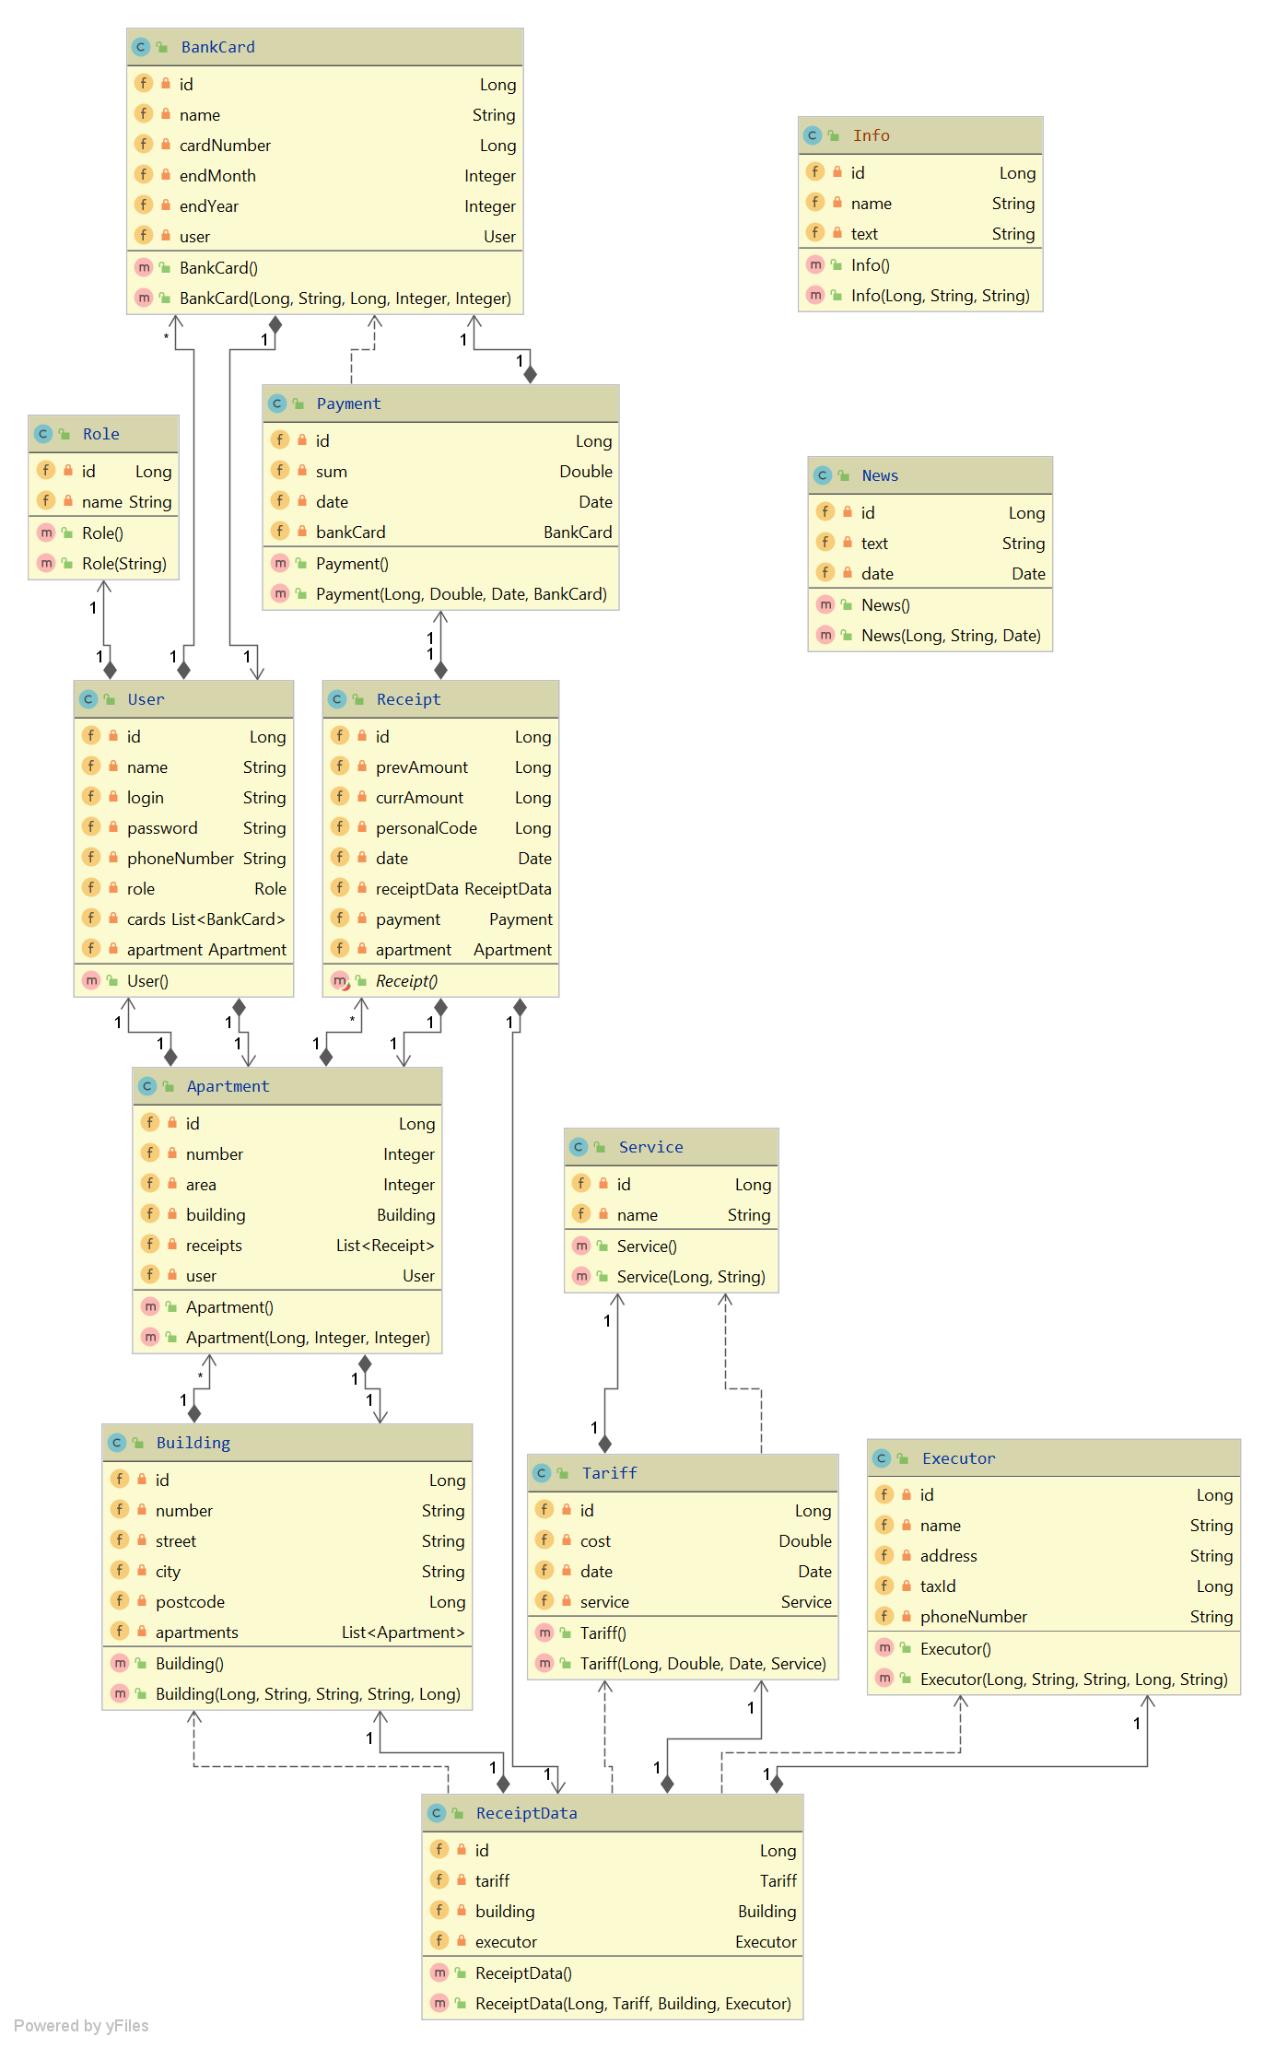 BankCard
id Long
name String
cardNumber Long
endMonth Integer
endYear Integer
user User
BankCard()
BankCard(Long, String, Long, Integer, Integer)
Info
id Long
name String
text String
Info()
Info(Long, String, String)
* 1 1
1
Payment
id Long
sum Double
date Date
bankCard BankCard
Payment()
Payment(Long, Double, Date, BankCard)
Role
id Long
name String
Role()
Role(String)
News
id Long
text String
date Date
News()
News(Long, String, Date)
1 1
1 1 1 1
User
id Long
name String
login String
password String
phoneNumber String
role Role
cards List<BankCard>
apartment Apartment
User()
Receipt
id Long
prevAmount Long
currAmount Long
personalCode Long
date Date
receiptData ReceiptData
payment Payment
apartment Apartment
Receipt()
1 1 * 1 1
1 1 1 1
Apartment
id Long
number Integer
area Integer
building Building
receipts List<Receipt>
user User
Apartment()
Apartment(Long, Integer, Integer)
Service
id Long
name String
Service()
Service(Long, String)
1
* 1
1 1
1
Building
id Long
number String
street String
city String
postcode Long
apartments List<Apartment>
Building()
Building(Long, String, String, String, Long)
Tariff
id Long
cost Double
date Date
service Service
Tariff()
Tariff(Long, Double, Date, Service)
Executor
id Long
name String
address String
taxId Long
phoneNumber String
Executor()
Executor(Long, String, String, Long, String)
1 1 1
1 1 1 1
ReceiptData
id Long
tariff Tariff
building Building
executor Executor
ReceiptData()
ReceiptData(Long, Tariff, Building, Executor)
Powered by yFiles